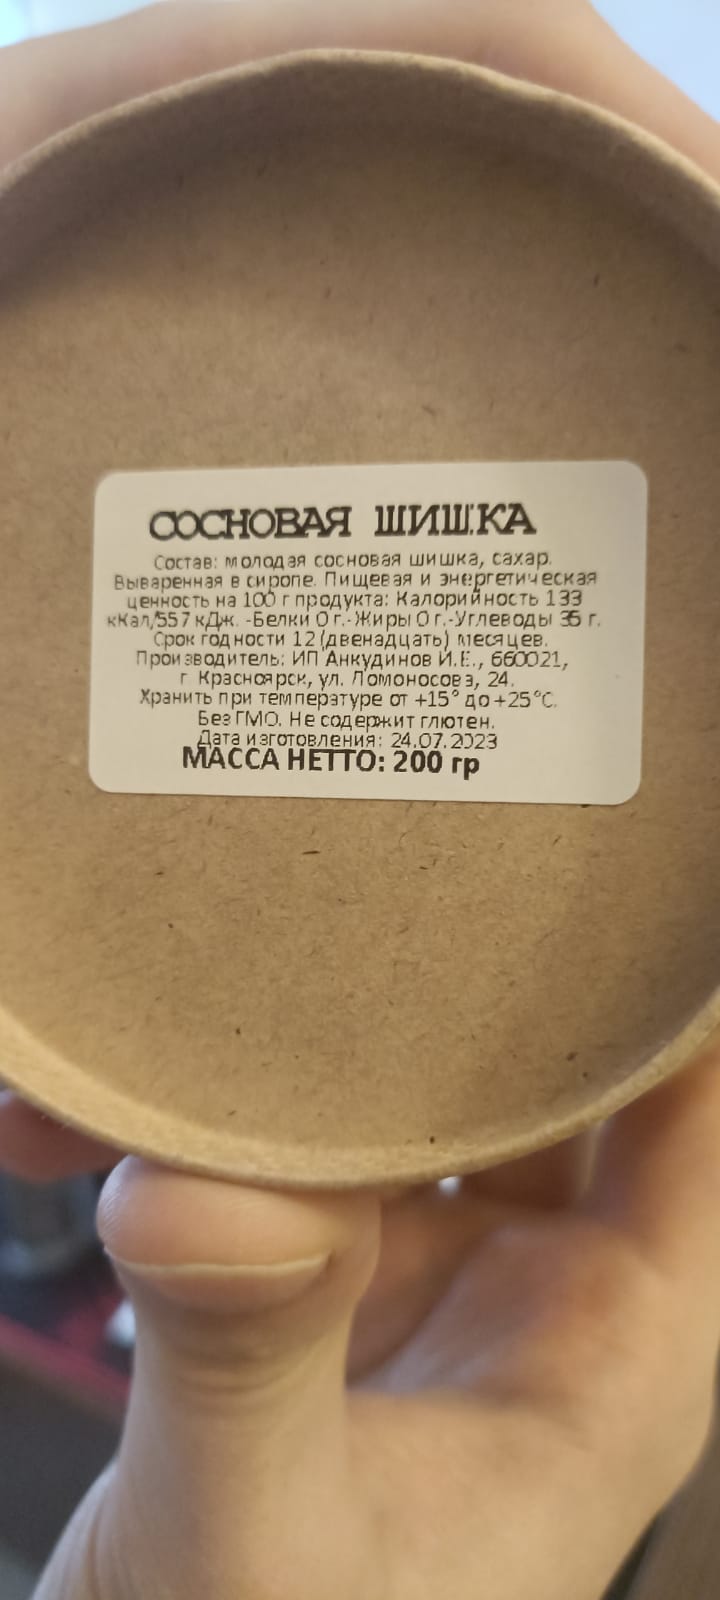 СОСНОВАЯ ШИШКА
Состав: молодая сосновая шишка, сахар.
Вываренная в сиропе. Пищевая и энергетическая
ценность на 100 г продукта: Калорийность 133
кКал/557 кДж. -Белки 0 г.-Жиры 0 г.-Углеводы 35 г.
Срок годности 12 (двенадцать) месяцев.
Производитель: ИП Анкудинов И.Е., 660021,
г. Красноярск, ул. Ломоносова, 24.
Хранить при температуре от +15° до +25°С.
Без ГМО. Не содержит глютен.
Дата изготовления: 24.07.2023
МАССА НЕТТО: 200 гр